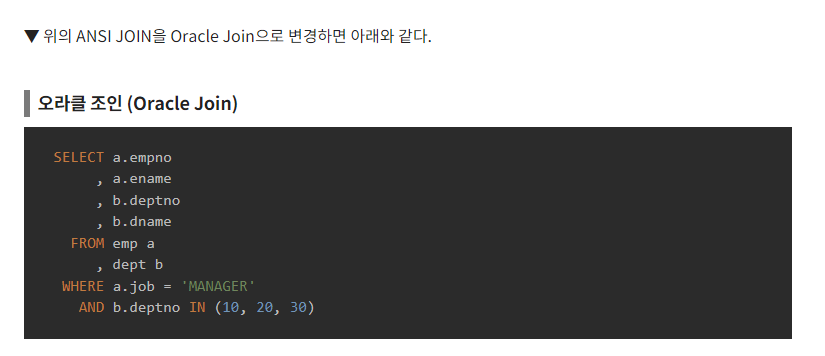 ▼ 위의 ANSI JOIN을 Oracle Join으로 변경하면 아래와 같다.
오라클 조인 (Oracle Join)
SELECT a.empno
     , a.ename
     , b.deptno
     , b.dname
  FROM emp a
     , dept b
 WHERE a.job = 'MANAGER'
   AND b.deptno IN (10, 20, 30)